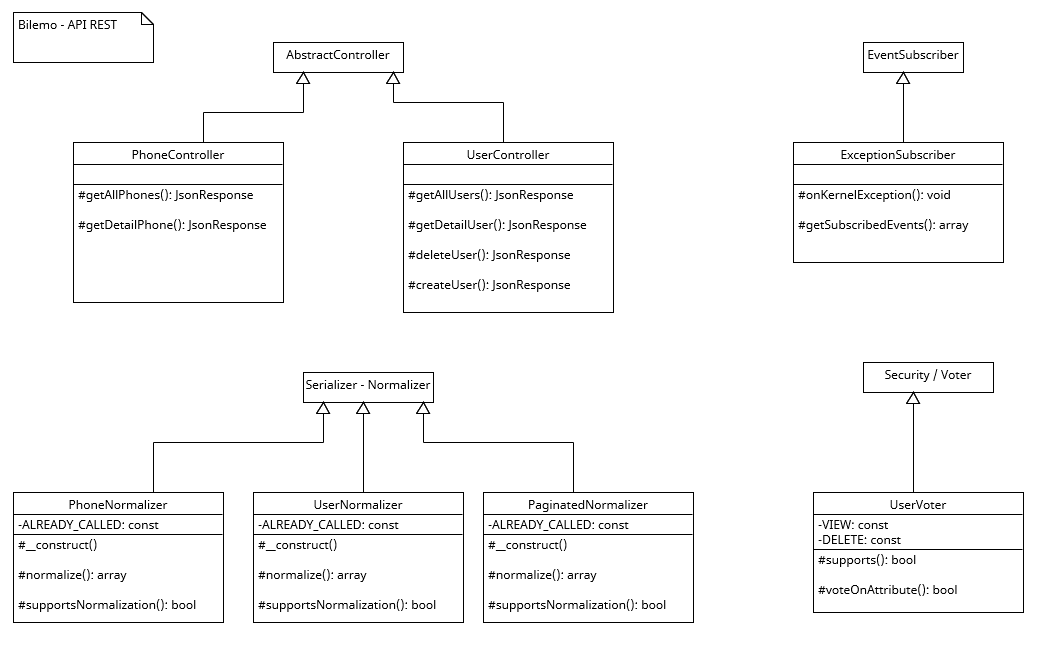 Bilemo - API REST
AbstractController
EventSubscriber
PhoneController
#getAllPhones(): JsonResponse
#getDetailPhone(): JsonResponse
UserController
#getAllUsers(): JsonResponse
#getDetailUser(): JsonResponse
#deleteUser(): JsonResponse
#createUser(): JsonResponse
ExceptionSubscriber
#onKernelException(): void
#getSubscribedEvents(): array
Serializer - Normalizer
Security / Voter
PhoneNormalizer
-ALREADY_CALLED: const
#__construct()
#normalize(): array
#supportsNormalization(): bool
UserNormalizer
-ALREADY_CALLED: const
#__construct()
#normalize(): array
#supportsNormalization(): bool
PaginatedNormalizer
-ALREADY_CALLED: const
#__construct()
#normalize(): array
#supportsNormalization(): bool
UserVoter
-VIEW: const
-DELETE: const
#supports(): bool
#voteOnAttribute(): bool